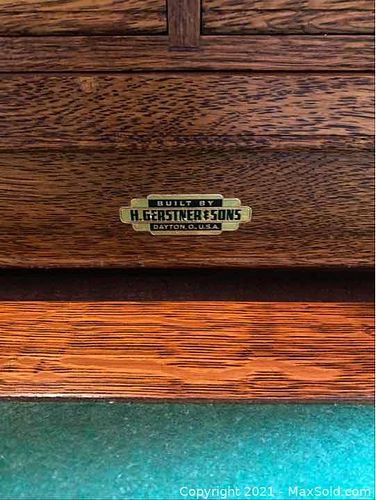 BUILT BY
H. GERSTNER & SONS
DAYTON, O., U.S.A.
Copyright 2021 - MaxSold.com